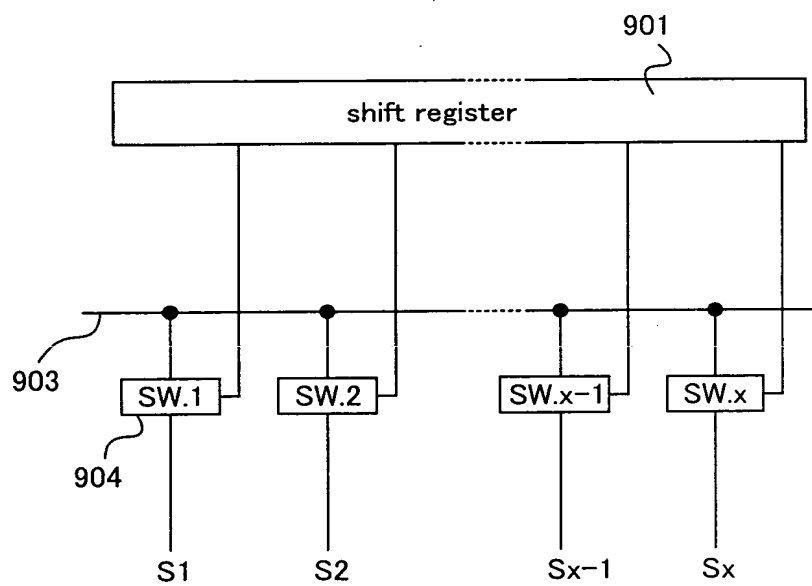 901
shift register
903
SW.1 SW.2 SW.x-1 SW.x
904
S1 S2 Sx-1 Sx